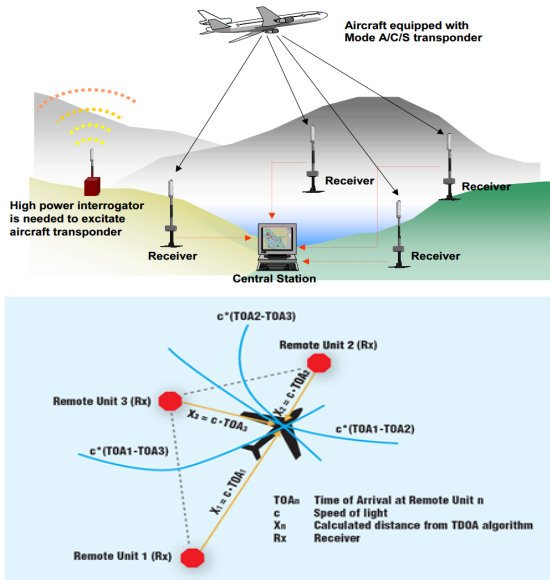 Aircraft equipped with
Mode A/C/S transponder
Receiver
Receiver
High power interrogator
is needed to excitate
aircraft transponder
Receiver
Receiver
Central Station
c*(TOA2-TOA3)
Remote Unit 2 (Rx)
X2 = c·TOA2
Remote Unit 3 (Rx)
X3 = c·TOA3
c*(TOA1-TOA2)
c*(TOA1-TOA3)
X1 = c·TOA1
TOAn Time of Arrival at Remote Unit n
c Speed of light
Xn Calculated distance from TDOA algorithm
Rx Receiver
Remote Unit 1 (Rx)